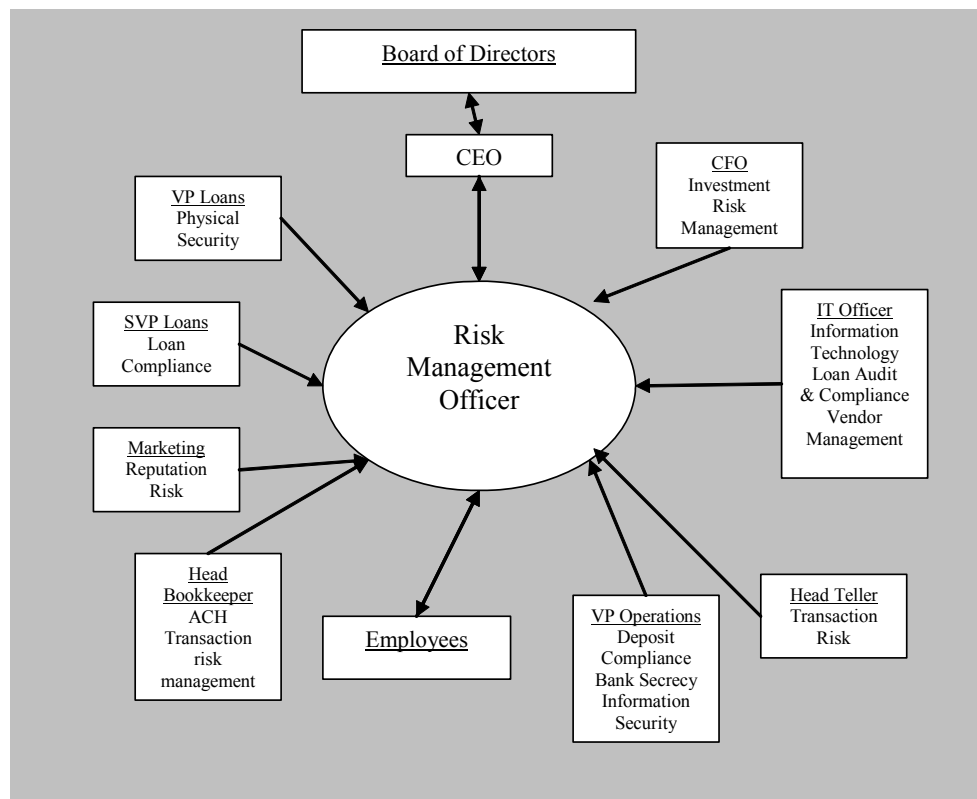 Board of Directors
CEO
CFO
Investment
Risk
Management
VP Loans
Physical
Security
SVP Loans
Loan
Compliance
Risk
Management
Officer
IT Officer
Information
Technology
Loan Audit
& Compliance
Vendor
Management
Marketing
Reputation
Risk
Head
Bookkeeper
ACH
Transaction
risk
management
Employees
VP Operations
Deposit
Compliance
Bank Secrecy
Information
Security
Head Teller
Transaction
Risk